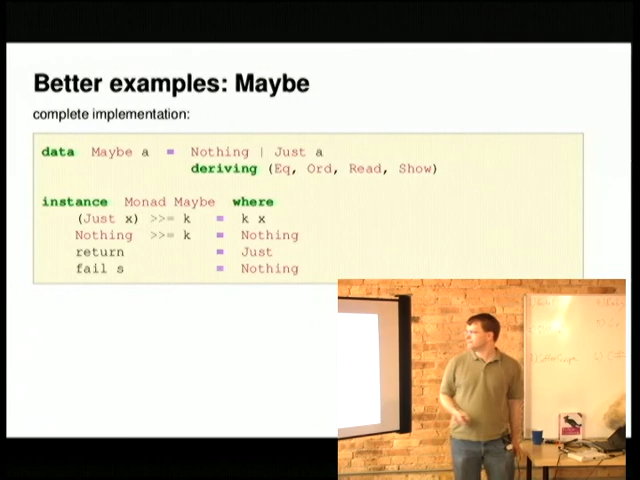 Better examples: Maybe
complete implementation:
data Maybe a = Nothing | Just a
deriving (Eq, Ord, Read, Show)
instance Monad Maybe where
(Just x) >>= k = k x
Nothing >>= k = Nothing
return = Just
fail s = Nothing